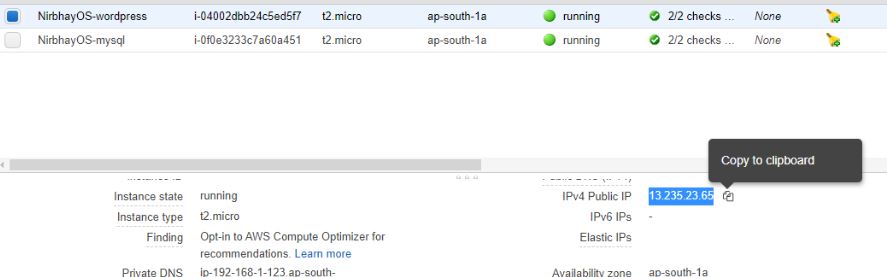 NirbhayOS-wordpress i-04002dbb24c5ed5f7 t2.micro ap-south-1a running 2/2 checks ... None
NirbhayOS-mysql i-0f0e3233c7a60a451 t2.micro ap-south-1a running 2/2 checks ... None
Copy to clipboard
Instance state running IPv4 Public IP 13.235.23.65
Instance type t2.micro IPv6 IPs -
Finding Opt-in to AWS Compute Optimizer for Elastic IPs
recommendations. Learn more
Private DNS ip-192-168-1-123.ap-south- Availability zone ap-south-1a